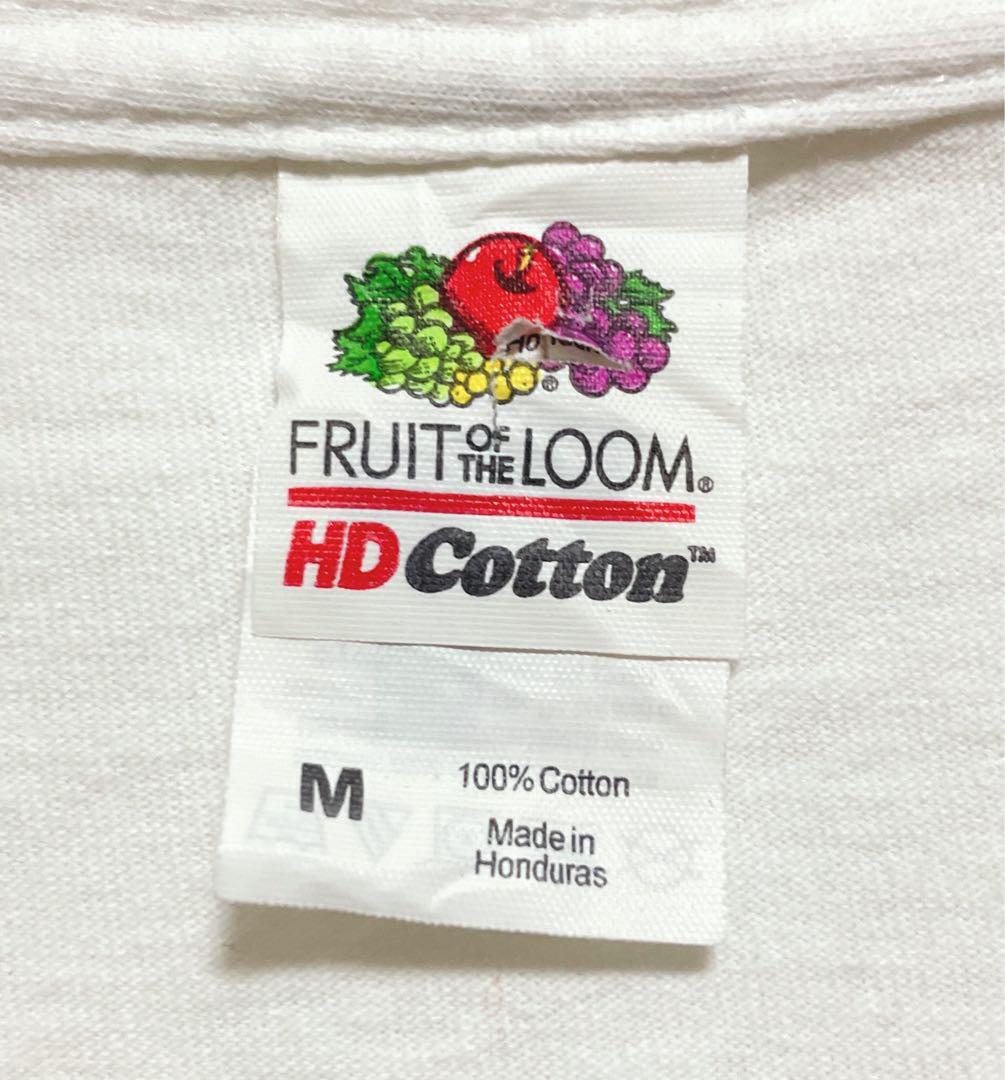 ®
FRUIT OF THE LOOM®
HD Cotton™
M
100% Cotton
Made in
Honduras